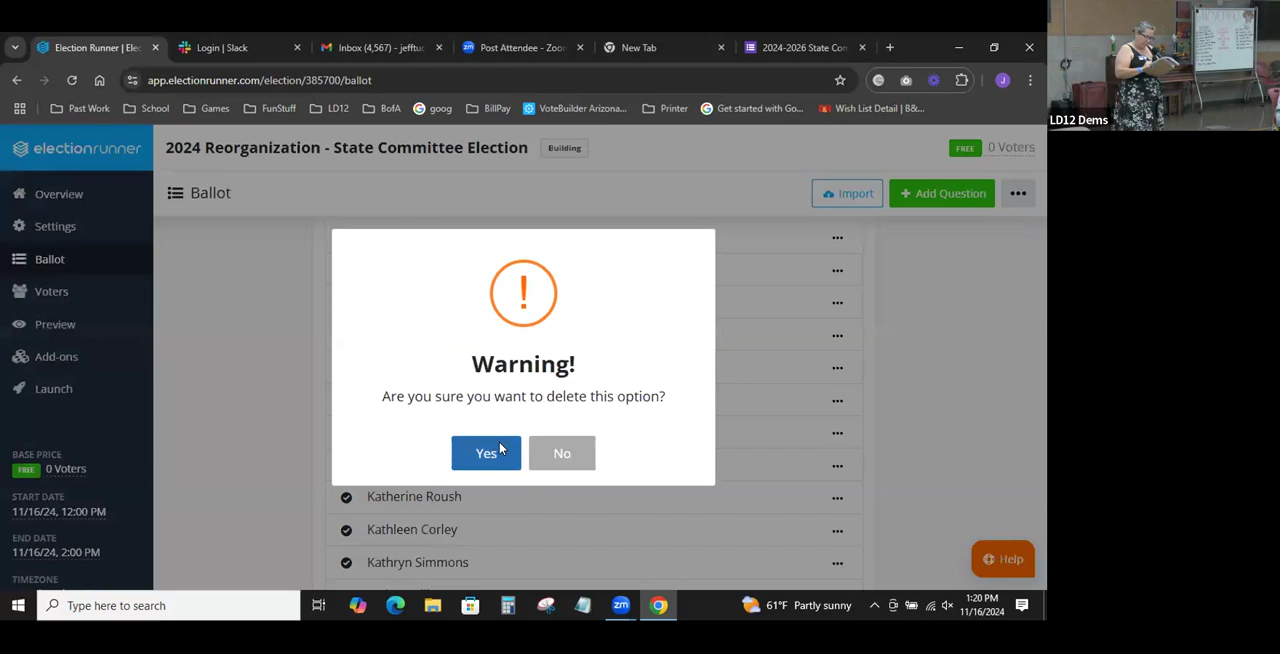 Election Runner | Elec
Login | Slack
Inbox (4,567) - jefftuc
Post Attendee - Zoo
New Tab
2024-2026 State Com
app.electionrunner.com/election/385700/ballot
Past Work
School
Games
FunStuff
LD12
BofA
goog
BillPay
VoteBuilder Arizona...
Printer
Get started with Go...
Wish List Detail | B&...
LD12 Dems
electionrunner
2024 Reorganization - State Committee Election
Building
FREE
0 Voters
Overview
Settings
Ballot
Voters
Preview
Add-ons
Launch
BASE PRICE
FREE 0 Voters
START DATE
11/16/24, 12:00 PM
END DATE
11/16/24, 2:00 PM
TIMEZONE
Ballot
Import
+ Add Question
Warning!
Are you sure you want to delete this option?
Yes
No
Katherine Roush
Kathleen Corley
Kathryn Simmons
Help
Type here to search
zm
61°F Partly sunny
1:20 PM
11/16/2024